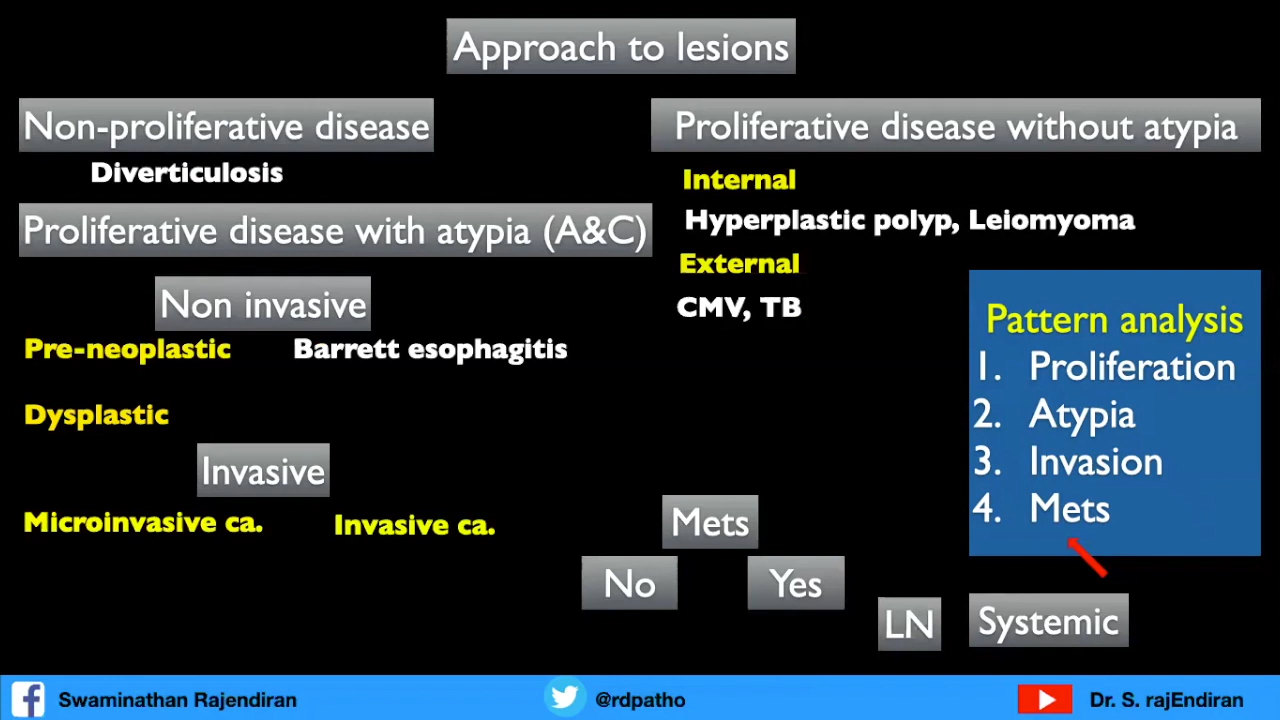 Approach to lesions
Non-proliferative disease
Diverticulosis
Proliferative disease with atypia (A&C)
Non invasive
Pre-neoplastic
Barrett esophagitis
Dysplastic
Invasive
Microinvasive ca.
Invasive ca.
Proliferative disease without atypia
Internal
Hyperplastic polyp, Leiomyoma
External
CMV, TB
Pattern analysis
1. Proliferation
2. Atypia
3. Invasion
4. Mets
Mets
No
Yes
LN
Systemic
Swaminathan Rajendiran
@rdpatho
Dr. S. rajEndiran